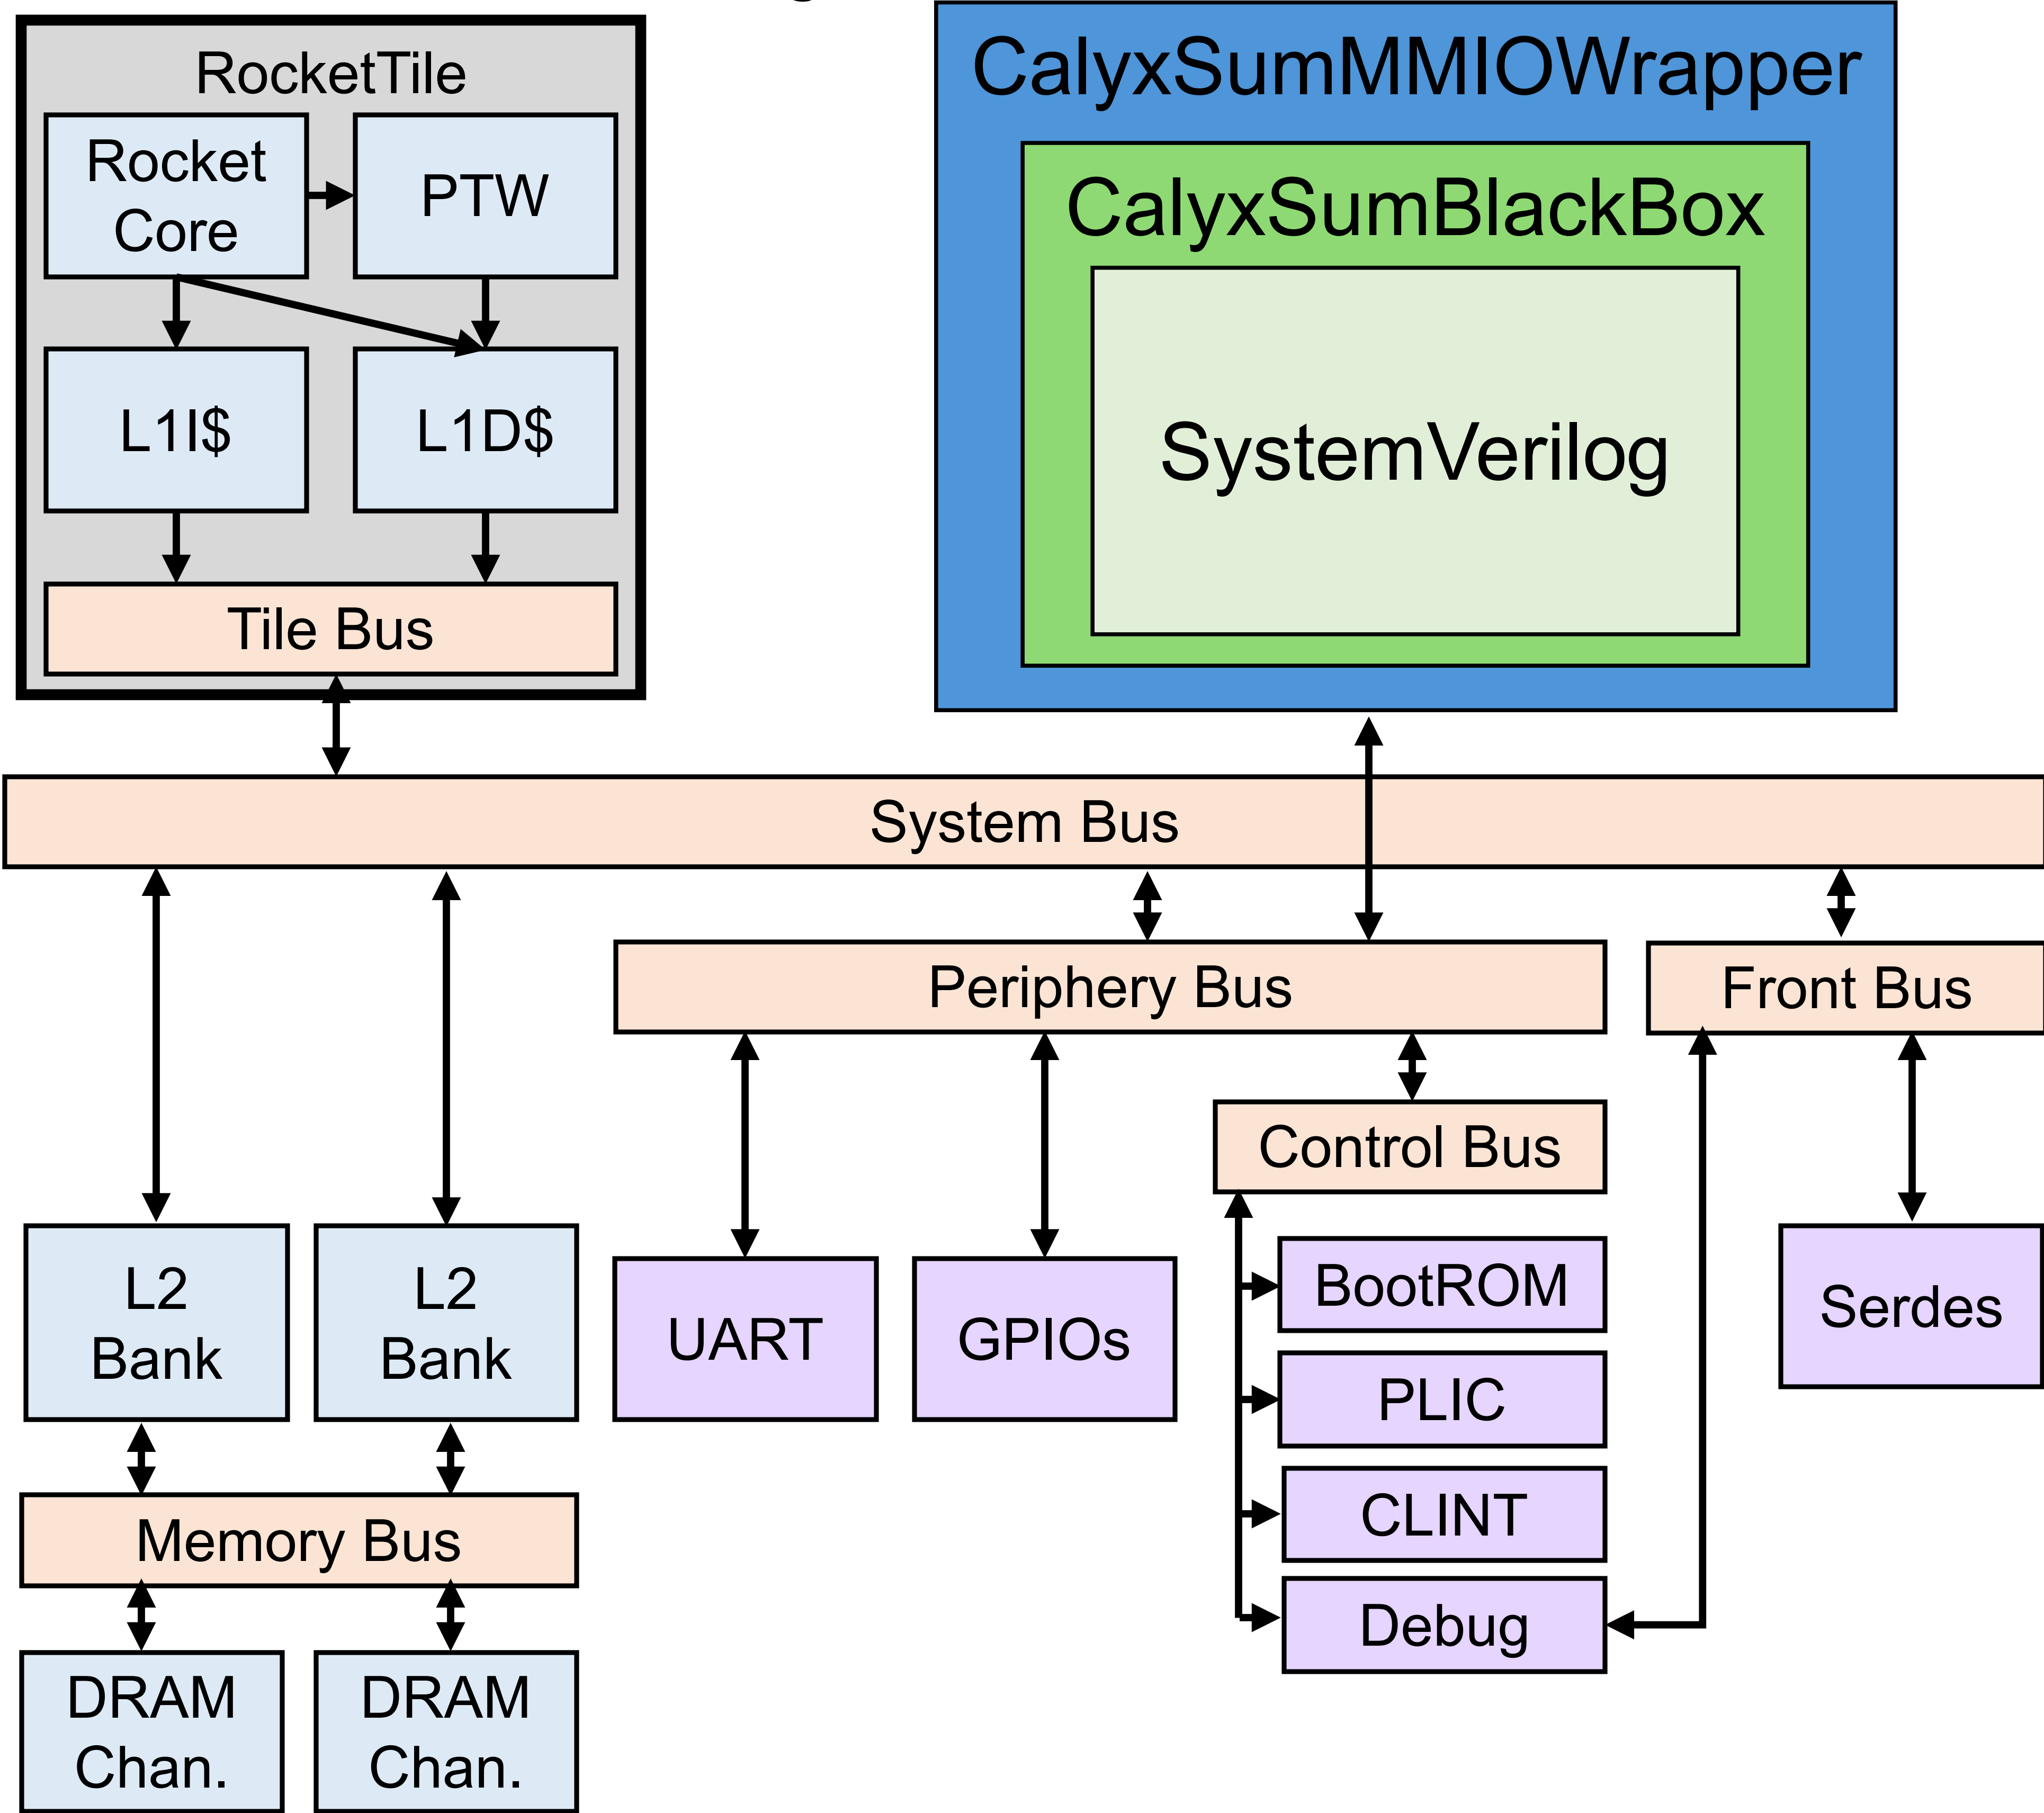 RocketTile
Rocket
Core
PTW
L1I$
L1D$
Tile Bus
CalyxSumMMIOWrapper
CalyxSumBlackBox
SystemVerilog
System Bus
Periphery Bus
Front Bus
Control Bus
L2
Bank
L2
Bank
UART
GPIOs
BootROM
PLIC
CLINT
Debug
Serdes
Memory Bus
DRAM
Chan.
DRAM
Chan.